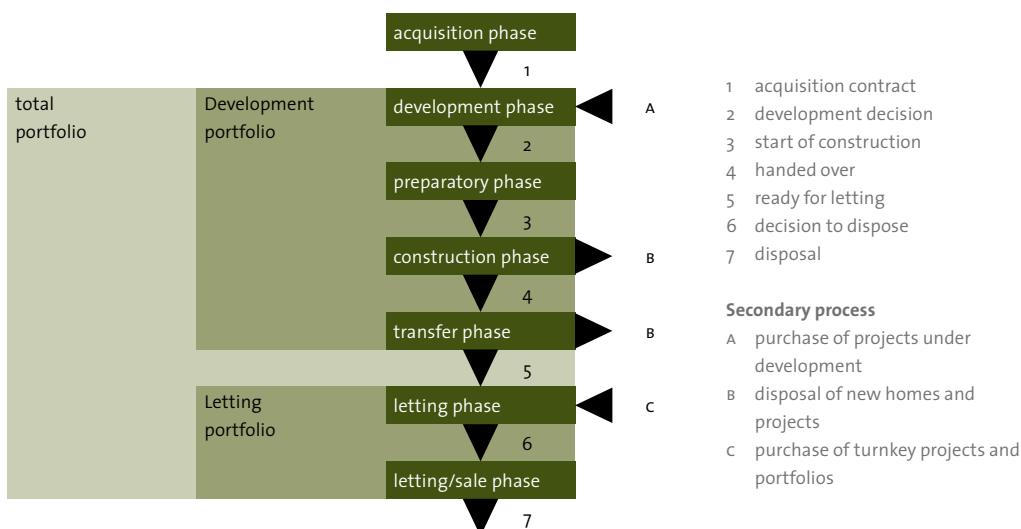 acquisition phase
1
total
portfolio
Development
portfolio
development phase
A
2
preparatory phase
3
construction phase
B
4
transfer phase
B
5
Letting
portfolio
letting phase
C
6
letting/sale phase
7
1 acquisition contract
2 development decision
3 start of construction
4 handed over
5 ready for letting
6 decision to dispose
7 disposal
Secondary process
A purchase of projects under
development
B disposal of new homes and
projects
C purchase of turnkey projects and
portfolios